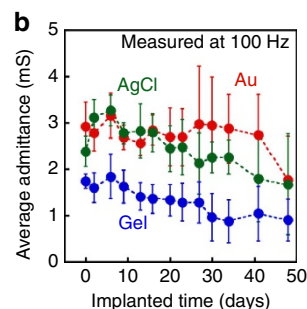 b
Measured at 100 Hz
AgCl
Au
Gel
Average admittance (mS)
5
4
3
2
1
0
0 10 20 30 40 50
Implanted time (days)